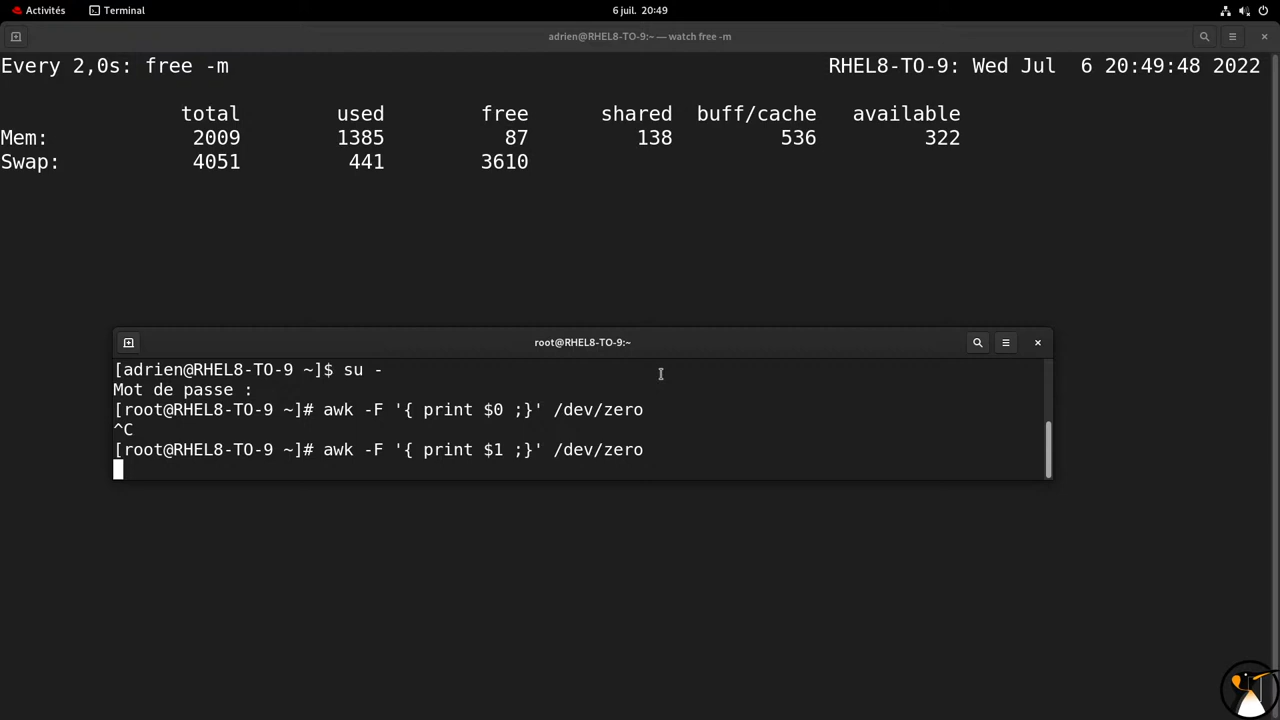 Activités Terminal 6 juil. 20:49
adrien@RHEL8-TO-9:~ — watch free -m
Every 2,0s: free -m RHEL8-TO-9: Wed Jul 6 20:49:48 2022
total used free shared buff/cache available
Mem: 2009 1385 87 138 536 322
Swap: 4051 441 3610
root@RHEL8-TO-9:~
[adrien@RHEL8-TO-9 ~]$ su -
Mot de passe :
[root@RHEL8-TO-9 ~]# awk -F '{ print $0 ;}' /dev/zero
^C
[root@RHEL8-TO-9 ~]# awk -F '{ print $1 ;}' /dev/zero